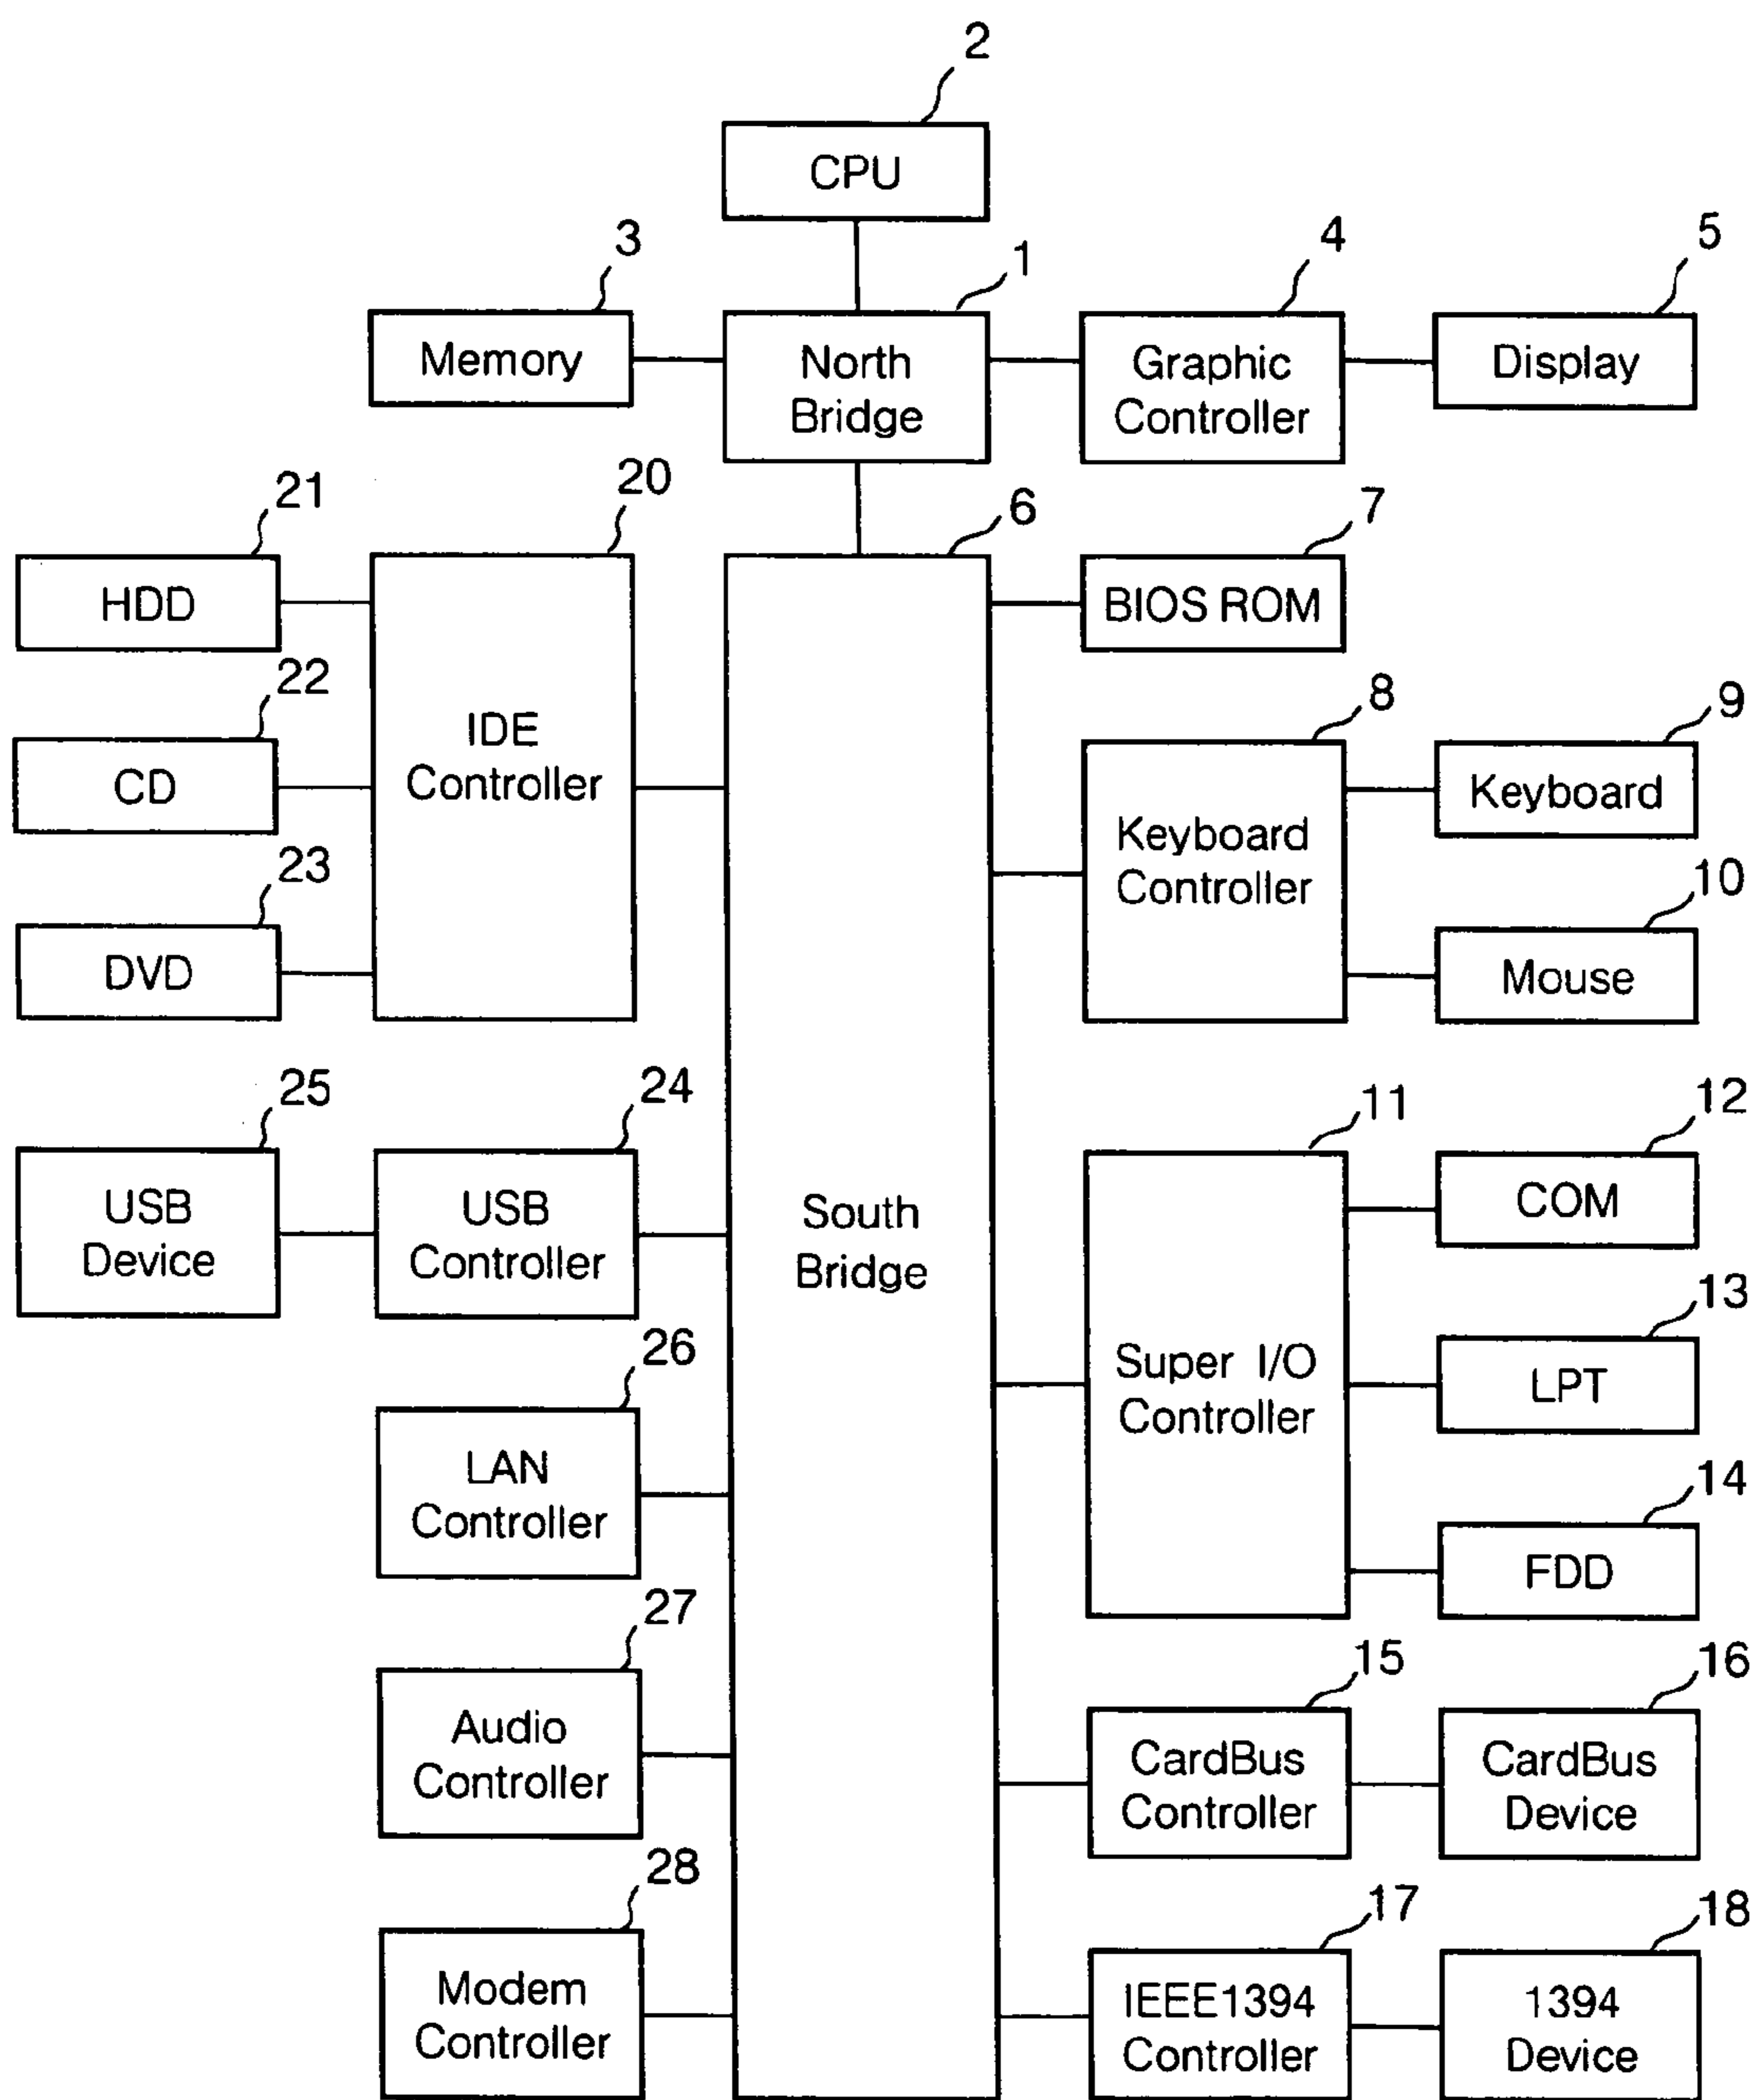 2
CPU
3
1
4
5
Memory
North
Bridge
Graphic
Controller
Display
21
20
6
7
HDD
BIOS ROM
22
8
9
CD
IDE
Controller
Keyboard
Controller
Keyboard
23
10
DVD
Mouse
25
24
11
12
USB
Device
USB
Controller
South
Bridge
COM
13
26
Super I/O
Controller
LPT
LAN
Controller
14
FDD
27
15
16
Audio
Controller
CardBus
Controller
CardBus
Device
28
17
18
Modem
Controller
IEEE1394
Controller
1394
Device